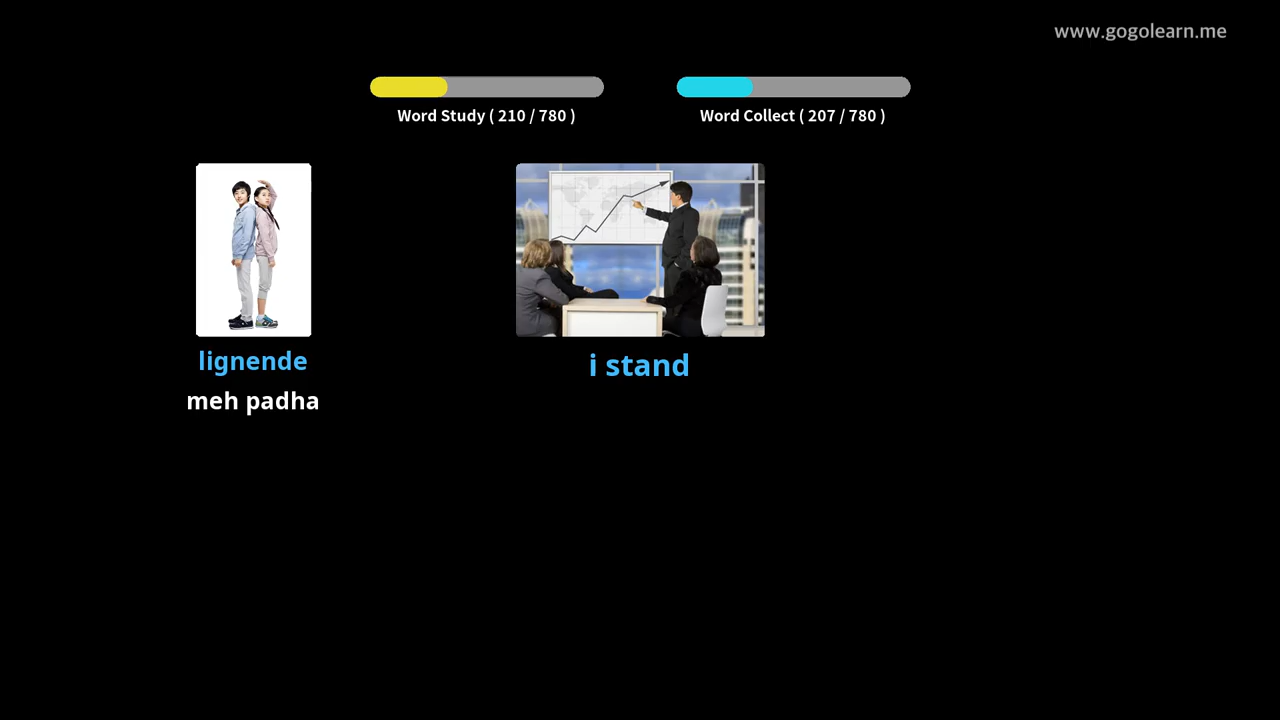 www.gogolearn.me
Word Study ( 210 / 780 )
Word Collect ( 207 / 780 )
lignende
meh padha
i stand